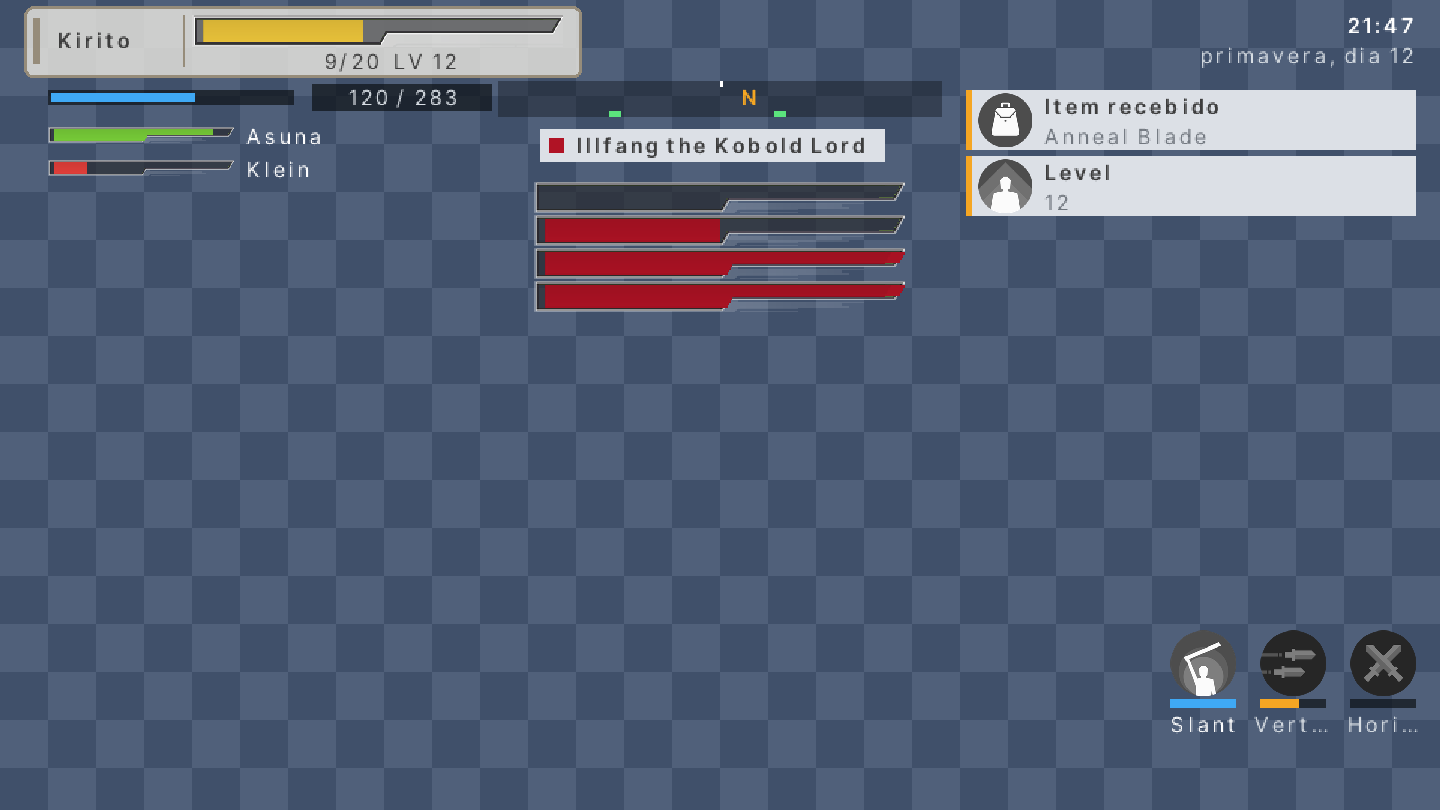 Kirito
9/20 LV 12
120 / 283
Asuna
Klein
N
Illfang the Kobold Lord
21:47
primavera, dia 12
Item recebido
Anneal Blade
Level
12
Slant
Vert...
Hori...